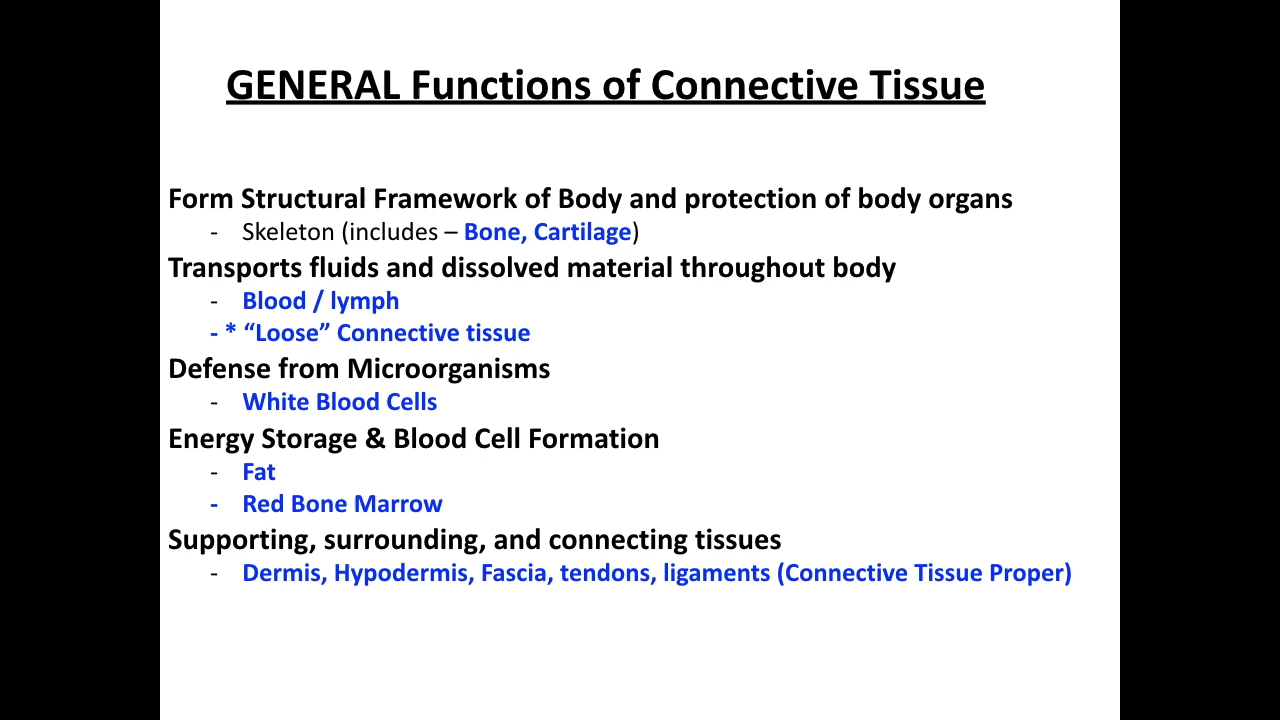 GENERAL Functions of Connective Tissue
Form Structural Framework of Body and protection of body organs
- Skeleton (includes – Bone, Cartilage)
Transports fluids and dissolved material throughout body
- Blood / lymph
- * “Loose” Connective tissue
Defense from Microorganisms
- White Blood Cells
Energy Storage & Blood Cell Formation
- Fat
- Red Bone Marrow
Supporting, surrounding, and connecting tissues
- Dermis, Hypodermis, Fascia, tendons, ligaments (Connective Tissue Proper)